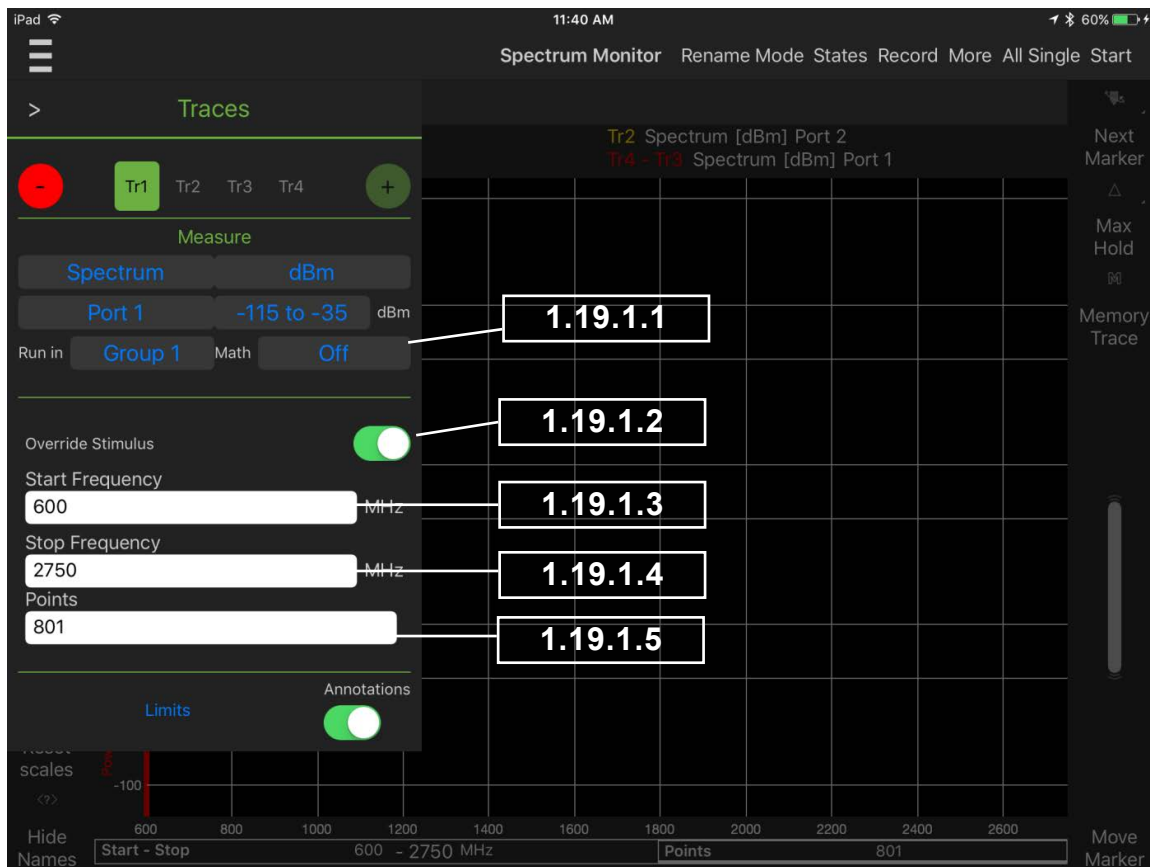 iPad 11:40 AM 60%
Spectrum Monitor Rename Mode States Record More All Single Start
> Traces
Tr2 Spectrum [dBm] Port 2
Tr4 - Tr3 Spectrum [dBm] Port 1
Next
Marker
- Tr1 Tr2 Tr3 Tr4 +
Measure
Max
Hold
Spectrum dBm
[M]
Port 1 -115 to -35 dBm
1.19.1.1
Memory
Trace
Run in Group 1 Math Off
1.19.1.2
Override Stimulus
Start Frequency
600 MHz
1.19.1.3
Stop Frequency
2750 MHz
1.19.1.4
Points
801
1.19.1.5
Annotations
Limits
scales
-100
<?>
600 800 1000 1200 1400 1600 1800 2000 2200 2400 2600
Hide
Names
Start - Stop 600 - 2750 MHz Points 801
Move
Marker